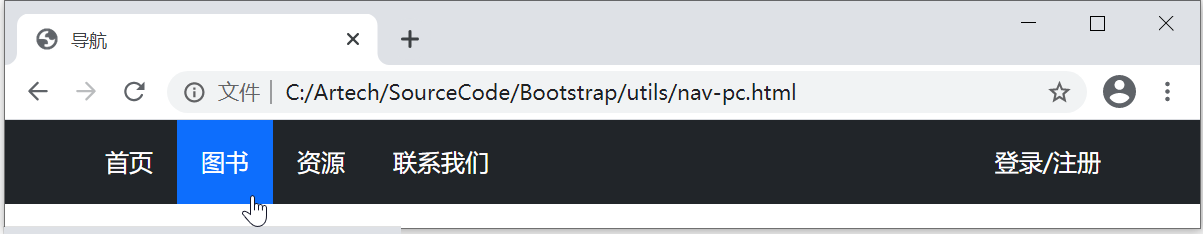 导航
文件 C:/Artech/SourceCode/Bootstrap/utils/nav-pc.html
首页 图书 资源 联系我们 登录/注册